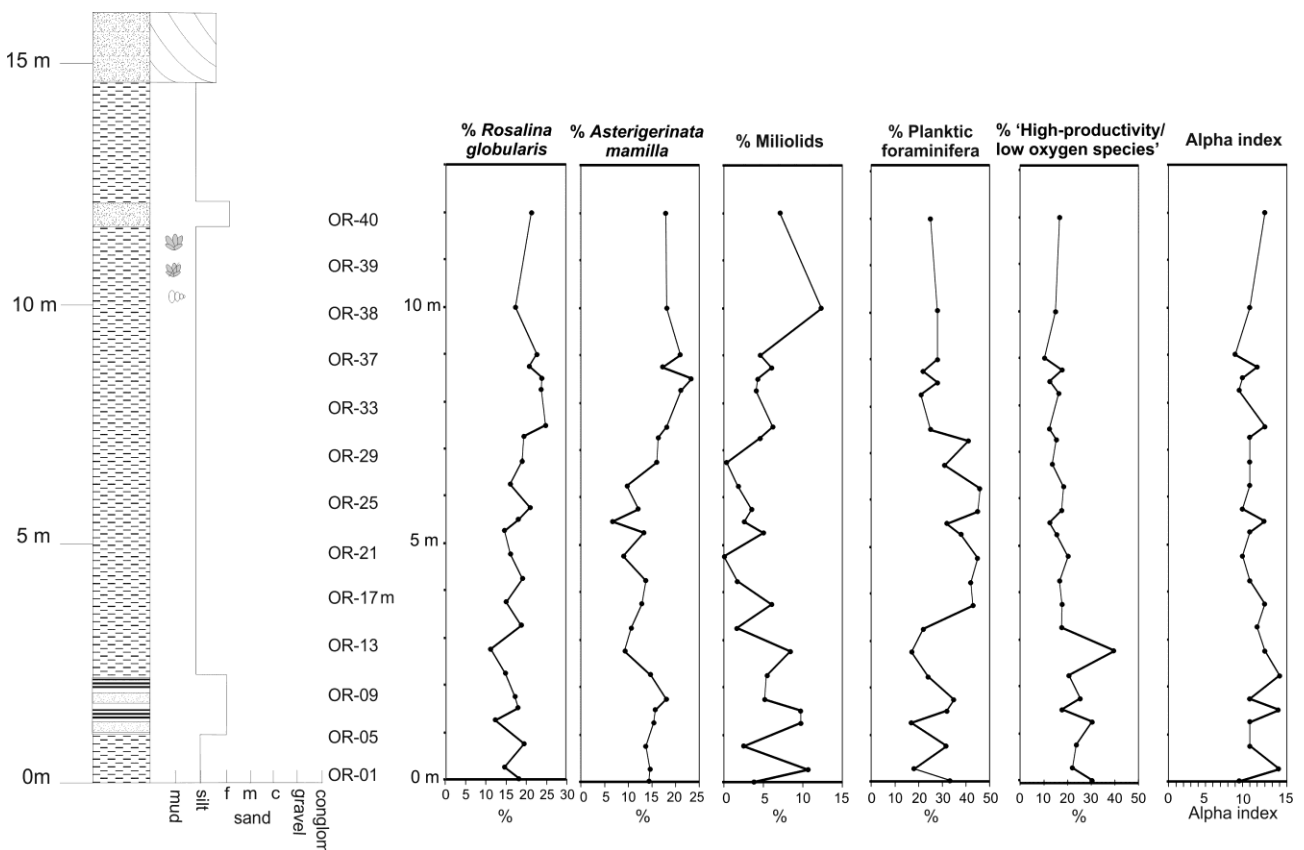 15 m
10 m
5 m
0m
mud
silt
f
m
c
gravel
conglom
sand
OR-40
OR-39
OR-38
OR-37
OR-33
OR-29
OR-25
OR-21
OR-17 m
OR-13
OR-09
OR-05
OR-01
10 m
5 m
0 m
% Rosalina
globularis
0 5 10 15 20 25 30
%
% Asterigerinata
mamilla
0 5 10 15 20 25
%
% Miliolids
0 5 10 15
%
% Planktic
foraminifera
0 10 20 30 40 50
%
% ‘High-productivity/
low oxygen species’
0 10 20 30 40 50
%
Alpha index
0 5 10 15
Alpha index